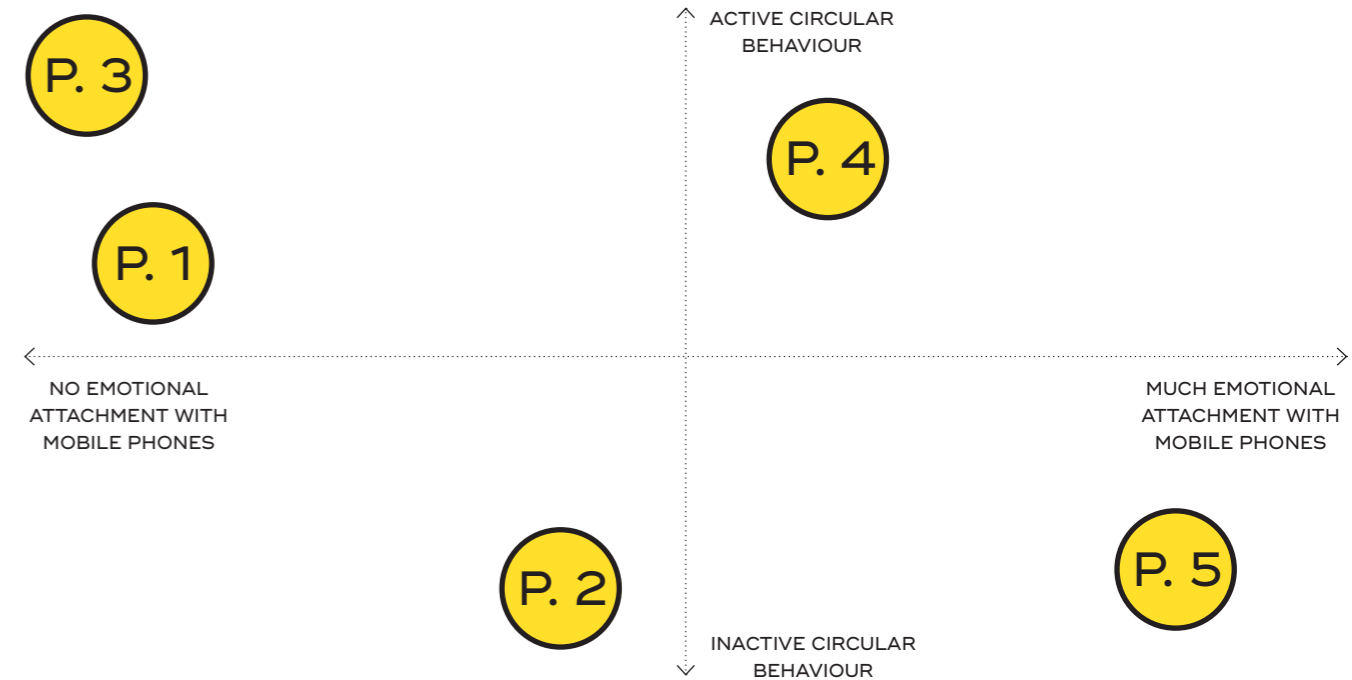 ACTIVE CIRCULAR
BEHAVIOUR
P. 3
P. 4
P. 1
NO EMOTIONAL
ATTACHMENT WITH
MOBILE PHONES
MUCH EMOTIONAL
ATTACHMENT WITH
MOBILE PHONES
P. 2
P. 5
INACTIVE CIRCULAR
BEHAVIOUR